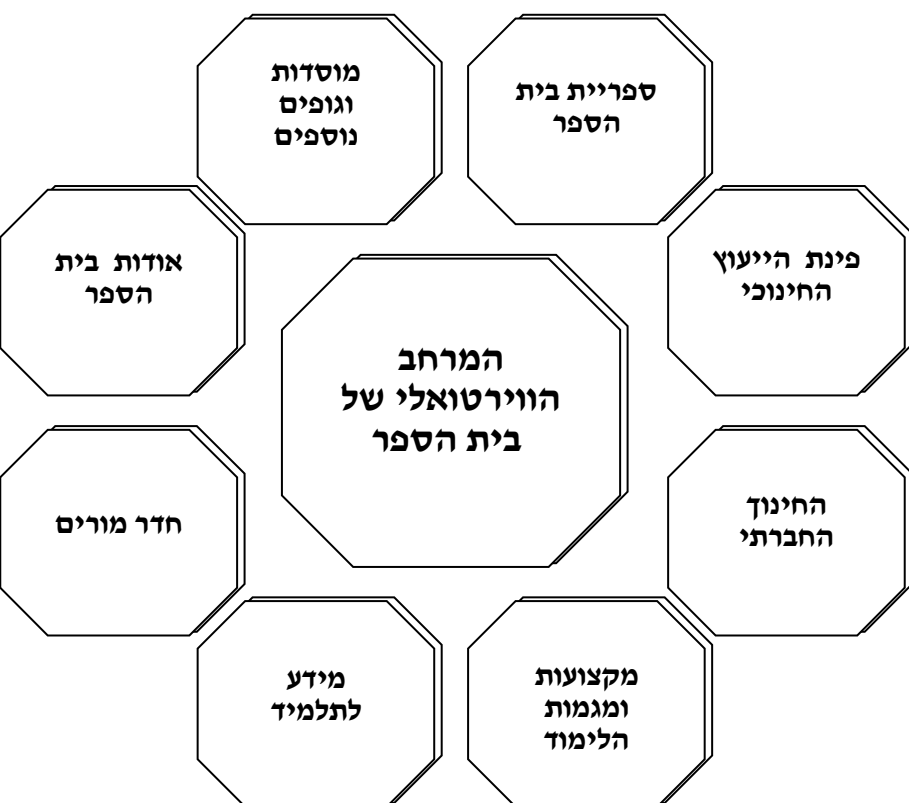 מוסדות
וגופים
נוספים
ספריית בית
הספר
אודות בית
הספר
פינת הייעוץ
החינוכי
המרחב
הווירטואלי של
בית הספר
חדר מורים
החינוך
החברתי
מידע
לתלמיד
מקצועות
ומגמות
הלימוד